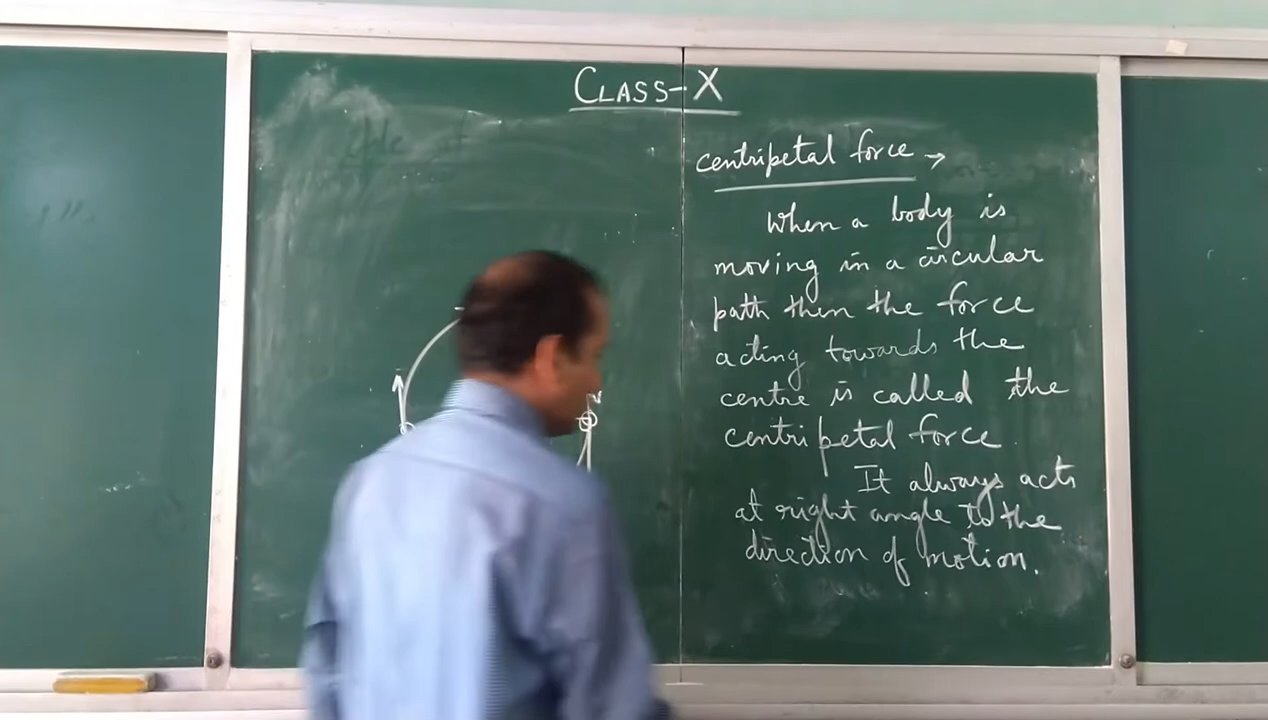 CLASS-X
centripetal force →
When a body is
moving in a circular
path then the force
acting towards the
centre is called the
centripetal force.
It always acts
at right angle to the
direction of motion.